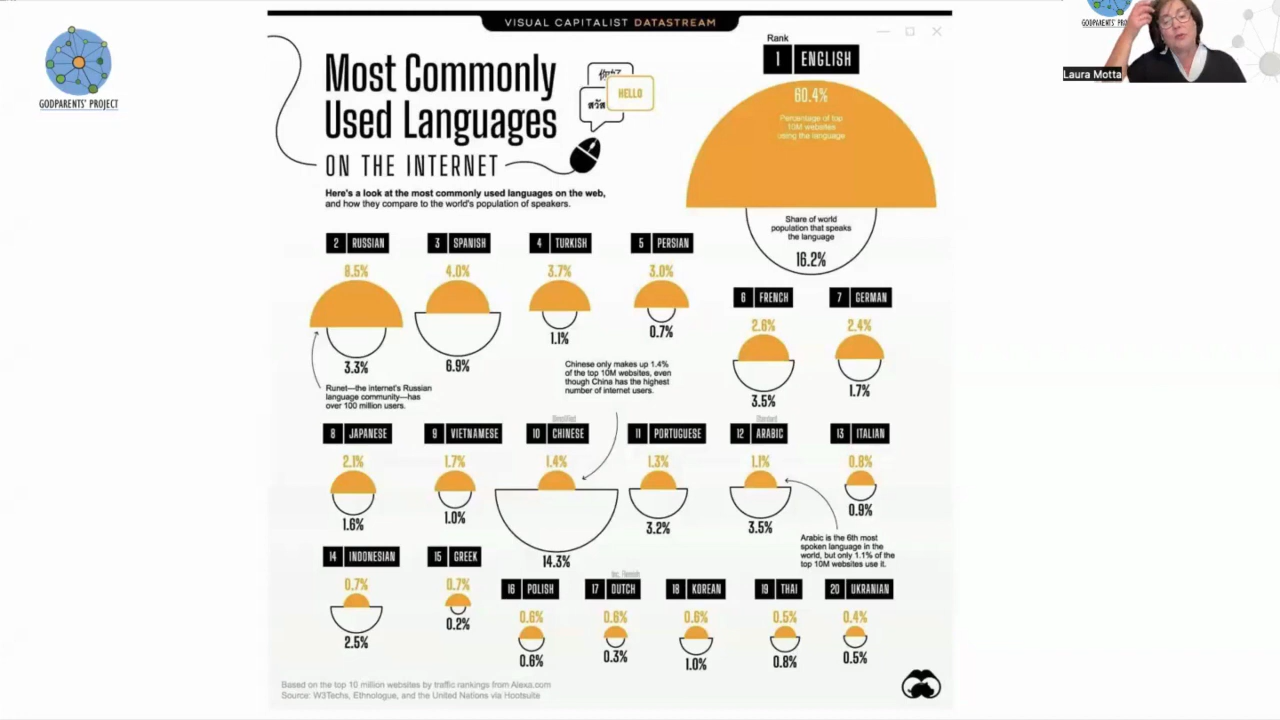 VISUAL CAPITALIST DATASTREAM
GODPARENTS' PROJECT
GODPARENTS'
Laura Motta
Most Commonly
Used Languages
ON THE INTERNET
HELLO
สวัส
Here's a look at the most commonly used languages on the web,
and how they compare to the world's population of speakers.
Rank
1 ENGLISH
60.4%
Percentage of top
10M websites
using the language
Share of world
population that speaks
the language
16.2%
2 RUSSIAN
8.5%
3.3%
Runet—the internet's Russian
language community—has
over 100 million users.
3 SPANISH
4.0%
6.9%
4 TURKISH
3.7%
1.1%
5 PERSIAN
3.0%
0.7%
6 FRENCH
2.6%
3.5%
7 GERMAN
2.4%
1.7%
Chinese only makes up 1.4%
of the top 10M websites, even
though China has the highest
number of internet users.
8 JAPANESE
2.1%
1.6%
9 VIETNAMESE
1.7%
1.0%
Simplified
10 CHINESE
1.4%
14.3%
11 PORTUGUESE
1.3%
3.2%
Standard
12 ARABIC
1.1%
3.5%
Arabic is the 6th most
spoken language in the
world, but only 1.1% of the
top 10M websites use it.
13 ITALIAN
0.8%
0.9%
14 INDONESIAN
0.7%
2.5%
15 GREEK
0.7%
0.2%
16 POLISH
0.6%
0.6%
Inc. Flemish
17 DUTCH
0.6%
0.3%
18 KOREAN
0.6%
1.0%
19 THAI
0.5%
0.8%
20 UKRANIAN
0.4%
0.5%
Based on the top 10 million websites by traffic rankings from Alexa.com
Source: W3Techs, Ethnologue, and the United Nations via Hootsuite